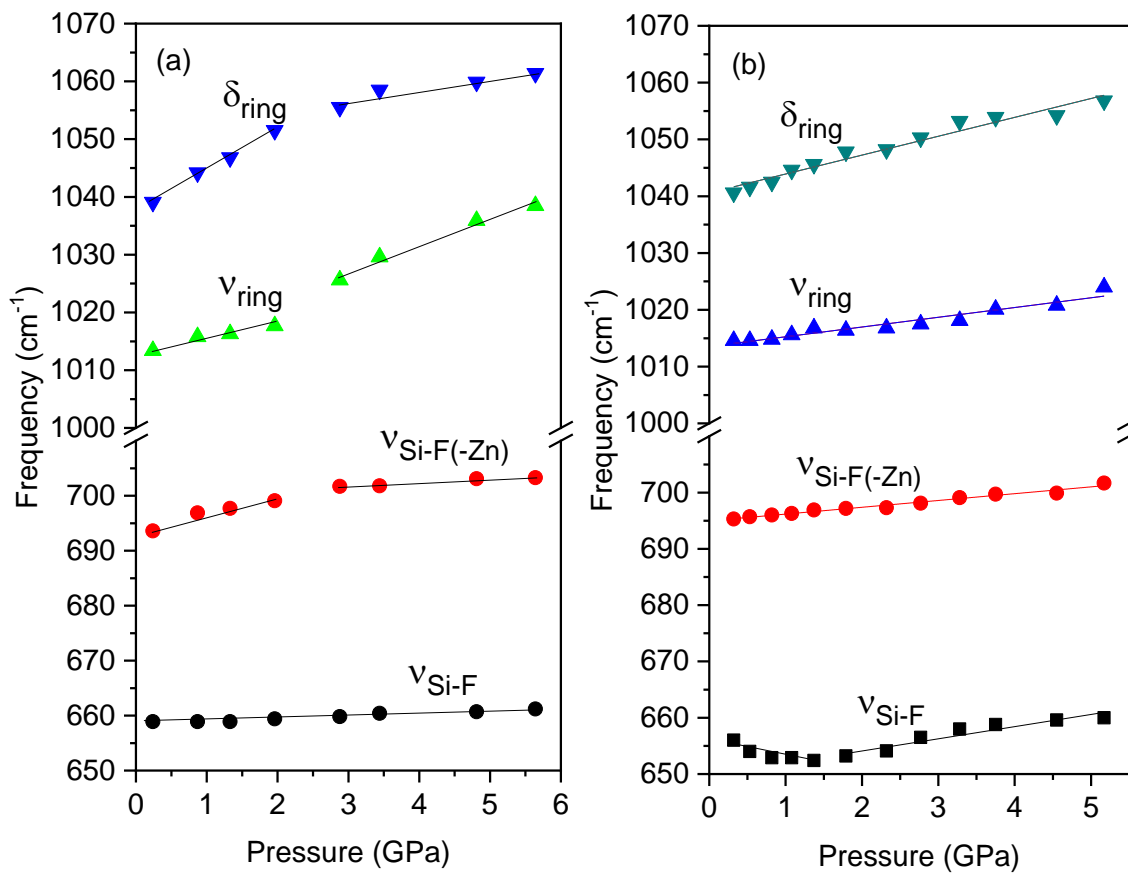 (a)
1070
1060
1050
1040
1030
1020
1010
1000
700
690
680
670
660
650
Frequency (cm-1)
δring
νring
νSi-F(-Zn)
νSi-F
0 1 2 3 4 5 6
Pressure (GPa)
(b)
1070
1060
1050
1040
1030
1020
1010
1000
700
690
680
670
660
650
Frequency (cm-1)
δring
νring
νSi-F(-Zn)
νSi-F
0 1 2 3 4 5
Pressure (GPa)